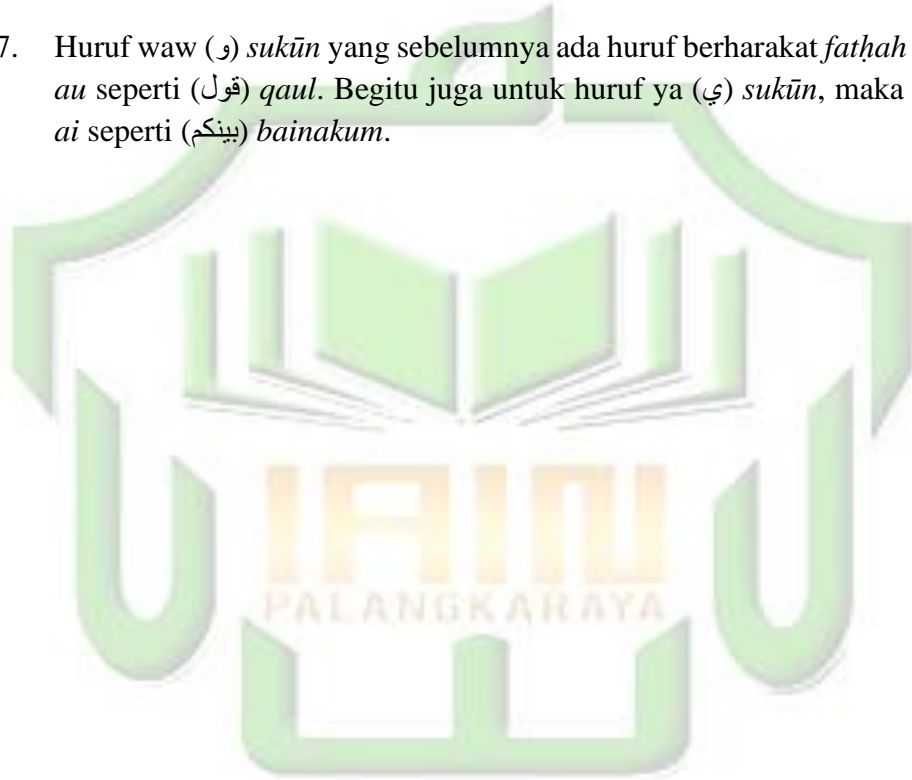 7. Huruf waw (و) sukūn yang sebelumnya ada huruf berharakat fatḥah
au seperti (قول) qaul. Begitu juga untuk huruf ya (ي) sukūn, maka
ai seperti (بينكم) bainakum.
IAIN
PALANGKARAYA